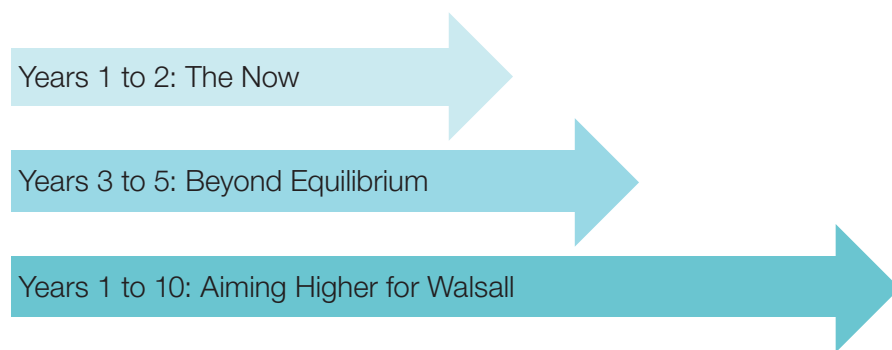 Years 1 to 2: The Now
Years 3 to 5: Beyond Equilibrium
Years 1 to 10: Aiming Higher for Walsall